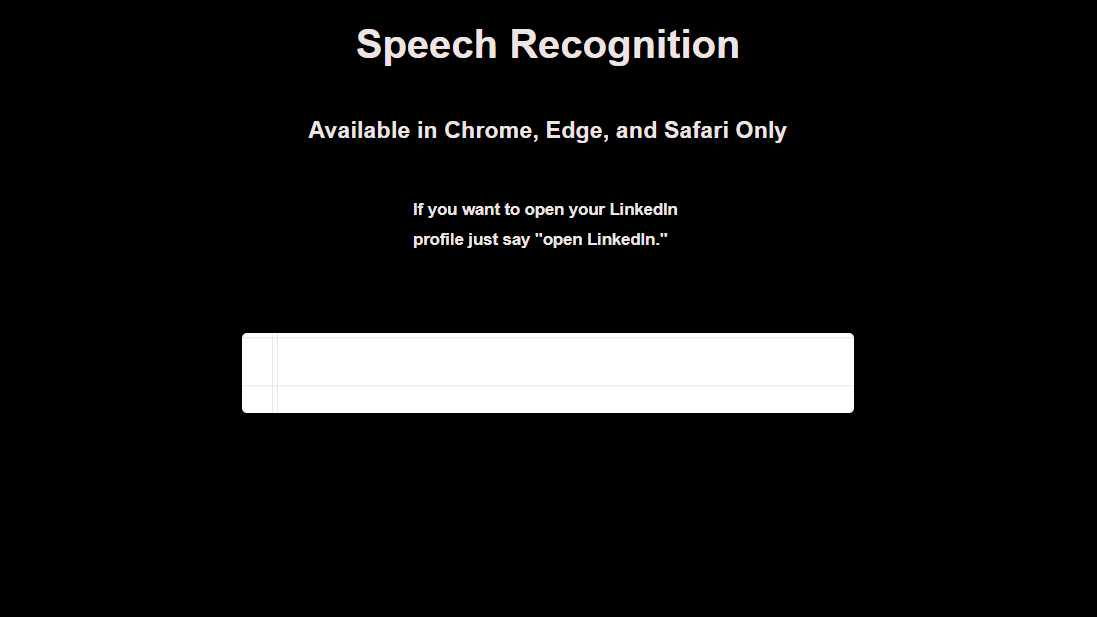 Speech Recognition
Available in Chrome, Edge, and Safari Only
If you want to open your LinkedIn
profile just say "open LinkedIn."